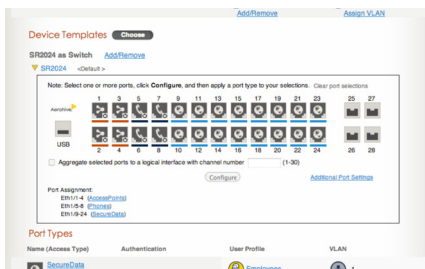 Add/Remove Assign VLAN
Device Templates Choose
SR2024 as Switch Add/Remove
SR2024 <Default>
Note: Select one or more ports, click Configure, and then apply a port type to your selections. Clear port selections
1 3 5 7 9 11 13 15 17 19 21 23 25 27
Aerohive
USB
2 4 6 8 10 12 14 16 18 20 22 24 26 28
Aggregate selected ports to a logical interface with channel number (1-30)
Configure Additional Port Settings
Port Assignment:
Eth1/1-4 (AccessPoints)
Eth1/5-8 (Phones)
Eth1/9-24 (SecureData)
Port Types
Name (Access Type) Authentication User Profile VLAN
SecureData Employees 1